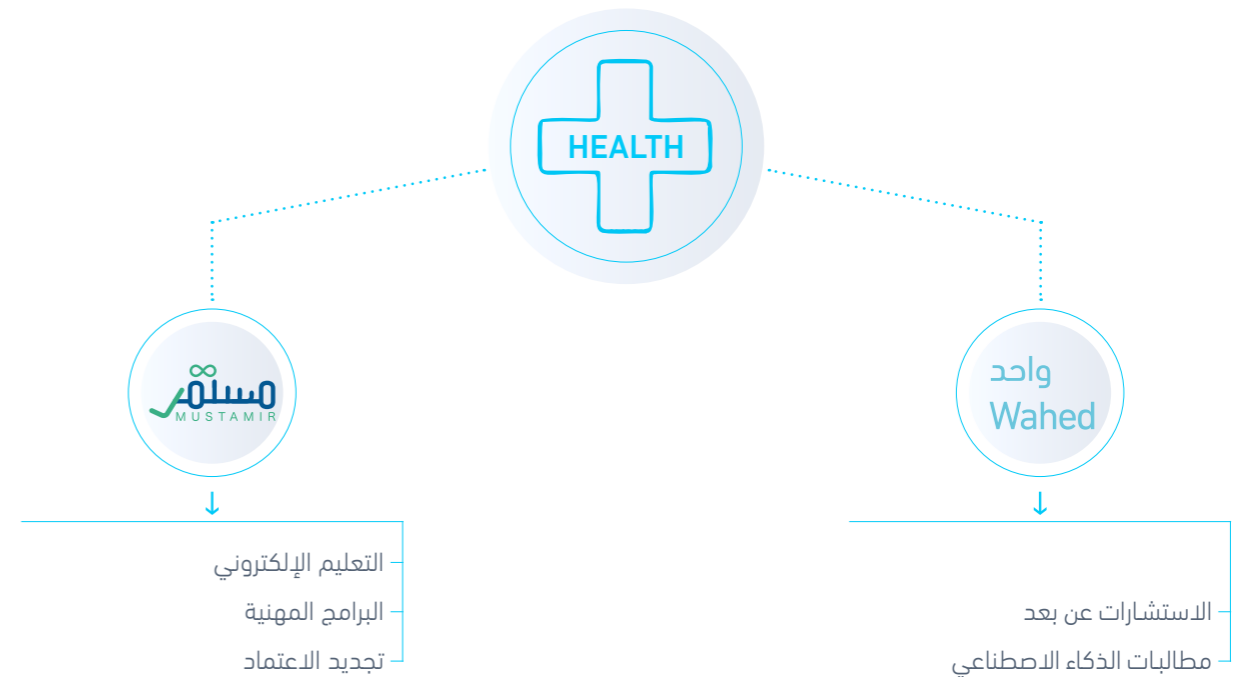 HEALTH
واحد
Wahed
الاستشارات عن بعد
مطالبات الذكاء الاصطناعي
مستمر
MUSTAMIR
التعليم الإلكتروني
البرامج المهنية
تجديد الاعتماد